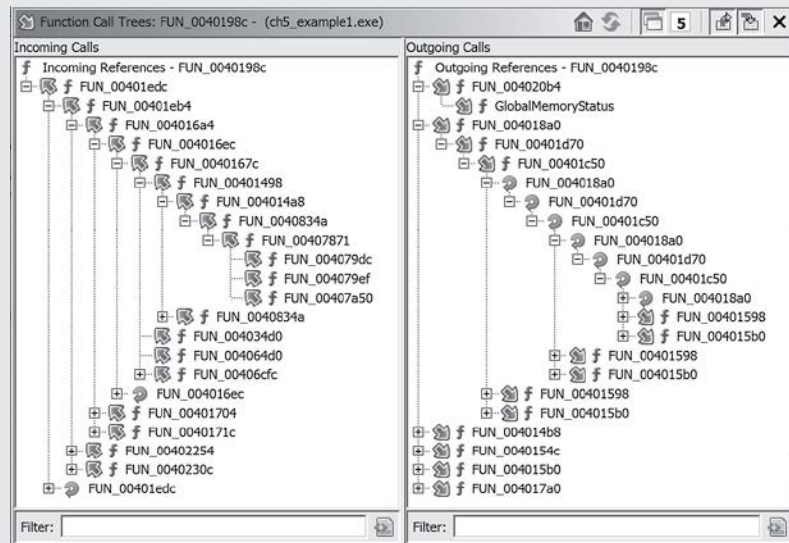 Function Call Trees: FUN_0040198c - (ch5_example1.exe)
5
Incoming Calls
f Incoming References - FUN_0040198c
f FUN_00401edc
f FUN_00401eb4
f FUN_004016a4
f FUN_004016ec
f FUN_0040167c
f FUN_00401498
f FUN_004014a8
f FUN_0040834a
f FUN_00407871
f FUN_004079dc
f FUN_004079ef
f FUN_00407a50
f FUN_0040834a
f FUN_004034d0
f FUN_004064d0
f FUN_00406cfc
f FUN_004016ec
f FUN_00401704
f FUN_0040171c
f FUN_00402254
f FUN_0040230c
f FUN_00401edc
Filter:
Outgoing Calls
f Outgoing References - FUN_0040198c
f FUN_004020b4
f GlobalMemoryStatus
f FUN_004018a0
f FUN_00401d70
f FUN_00401c50
f FUN_004018a0
f FUN_00401d70
f FUN_00401c50
f FUN_004018a0
f FUN_00401d70
f FUN_00401c50
f FUN_004018a0
f FUN_00401598
f FUN_004015b0
f FUN_00401598
f FUN_004015b0
f FUN_00401598
f FUN_004015b0
f FUN_004014b8
f FUN_0040154c
f FUN_004015b0
f FUN_004017a0
Filter: